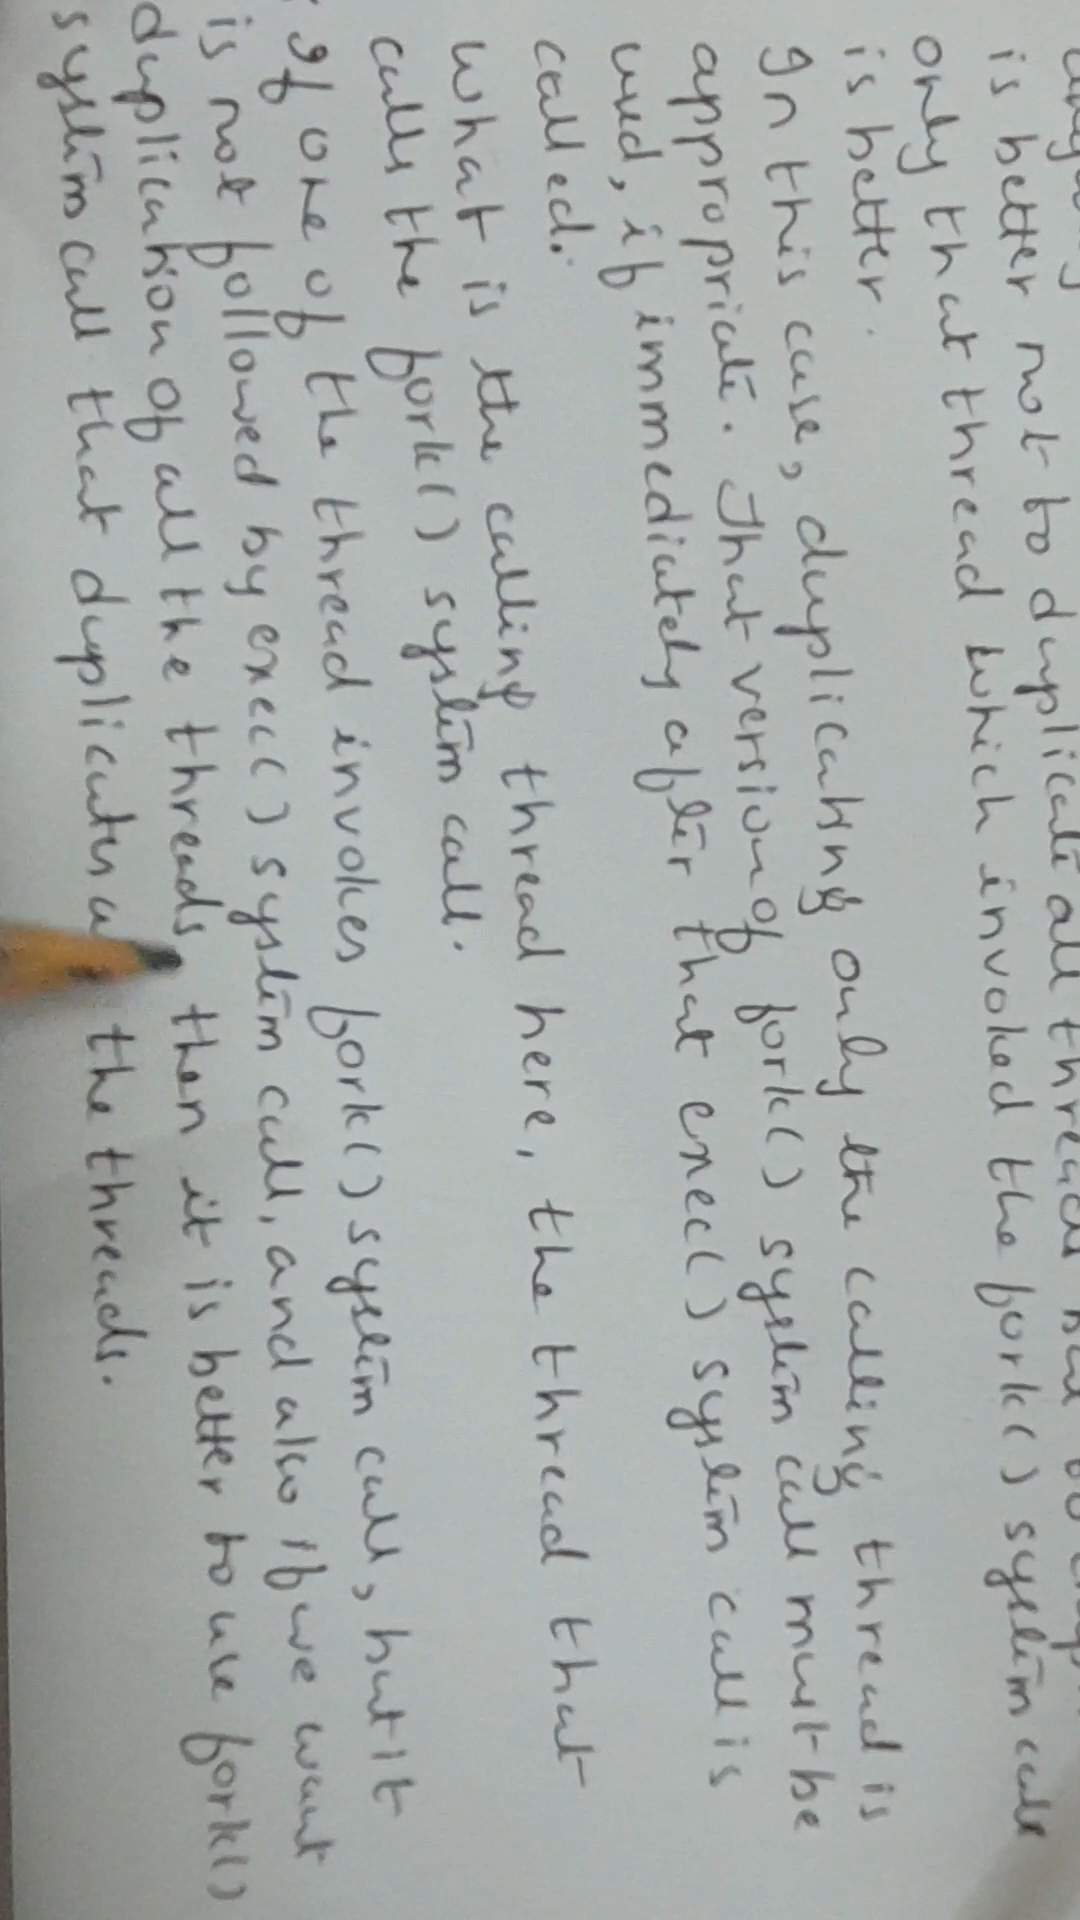 is better not to duplicate all threads but
only that thread which invoked the fork() system call
is better.
In this case, duplicating only the calling thread is
appropriate. That version of fork() system call must be
used, if immediately after that exec() system call is
called.
What is the calling thread here, the thread that
calls the fork() system call.
If one of the thread invokes fork() system call, but it
is not followed by exec() system call, and also if we want
duplication of all the threads, then it is better to use fork()
system call that duplicates the threads.